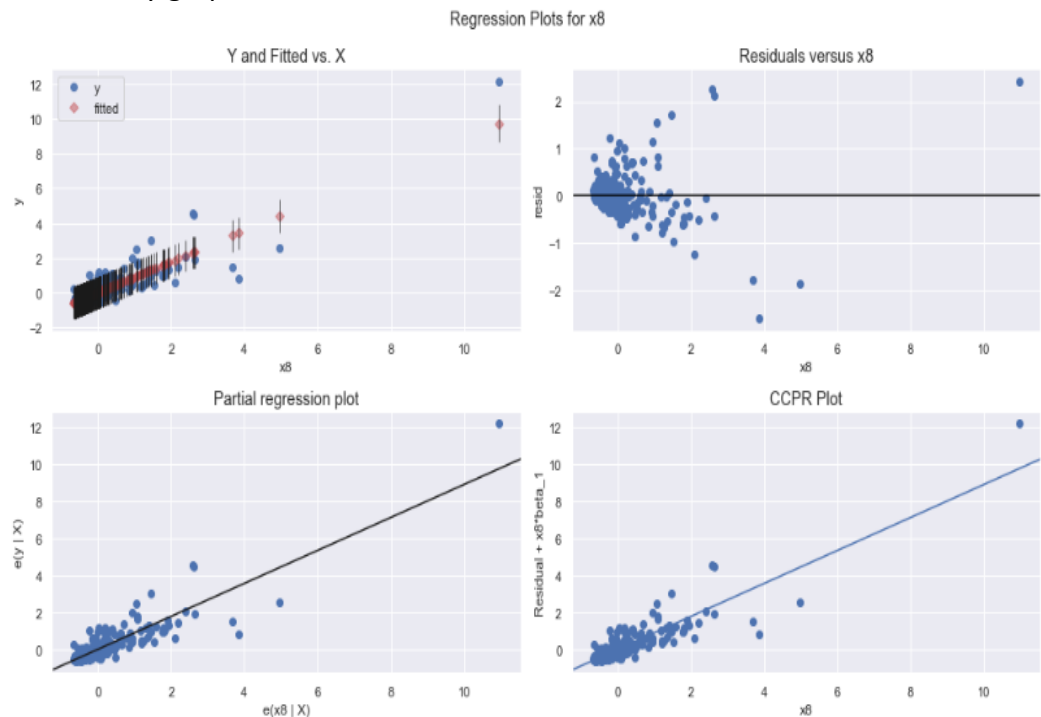 Regression Plots for x8
Y and Fitted vs. X
y
fitted
12
10
8
6
4
2
0
−2
y
0 2 4 6 8 10
x8
Residuals versus x8
2
1
0
−1
−2
resid
0 2 4 6 8 10
x8
Partial regression plot
12
10
8
6
4
2
0
e(y | X)
0 2 4 6 8 10
e(x8 | X)
CCPR Plot
12
10
8
6
4
2
0
Residual + x8*beta_1
0 2 4 6 8 10
x8